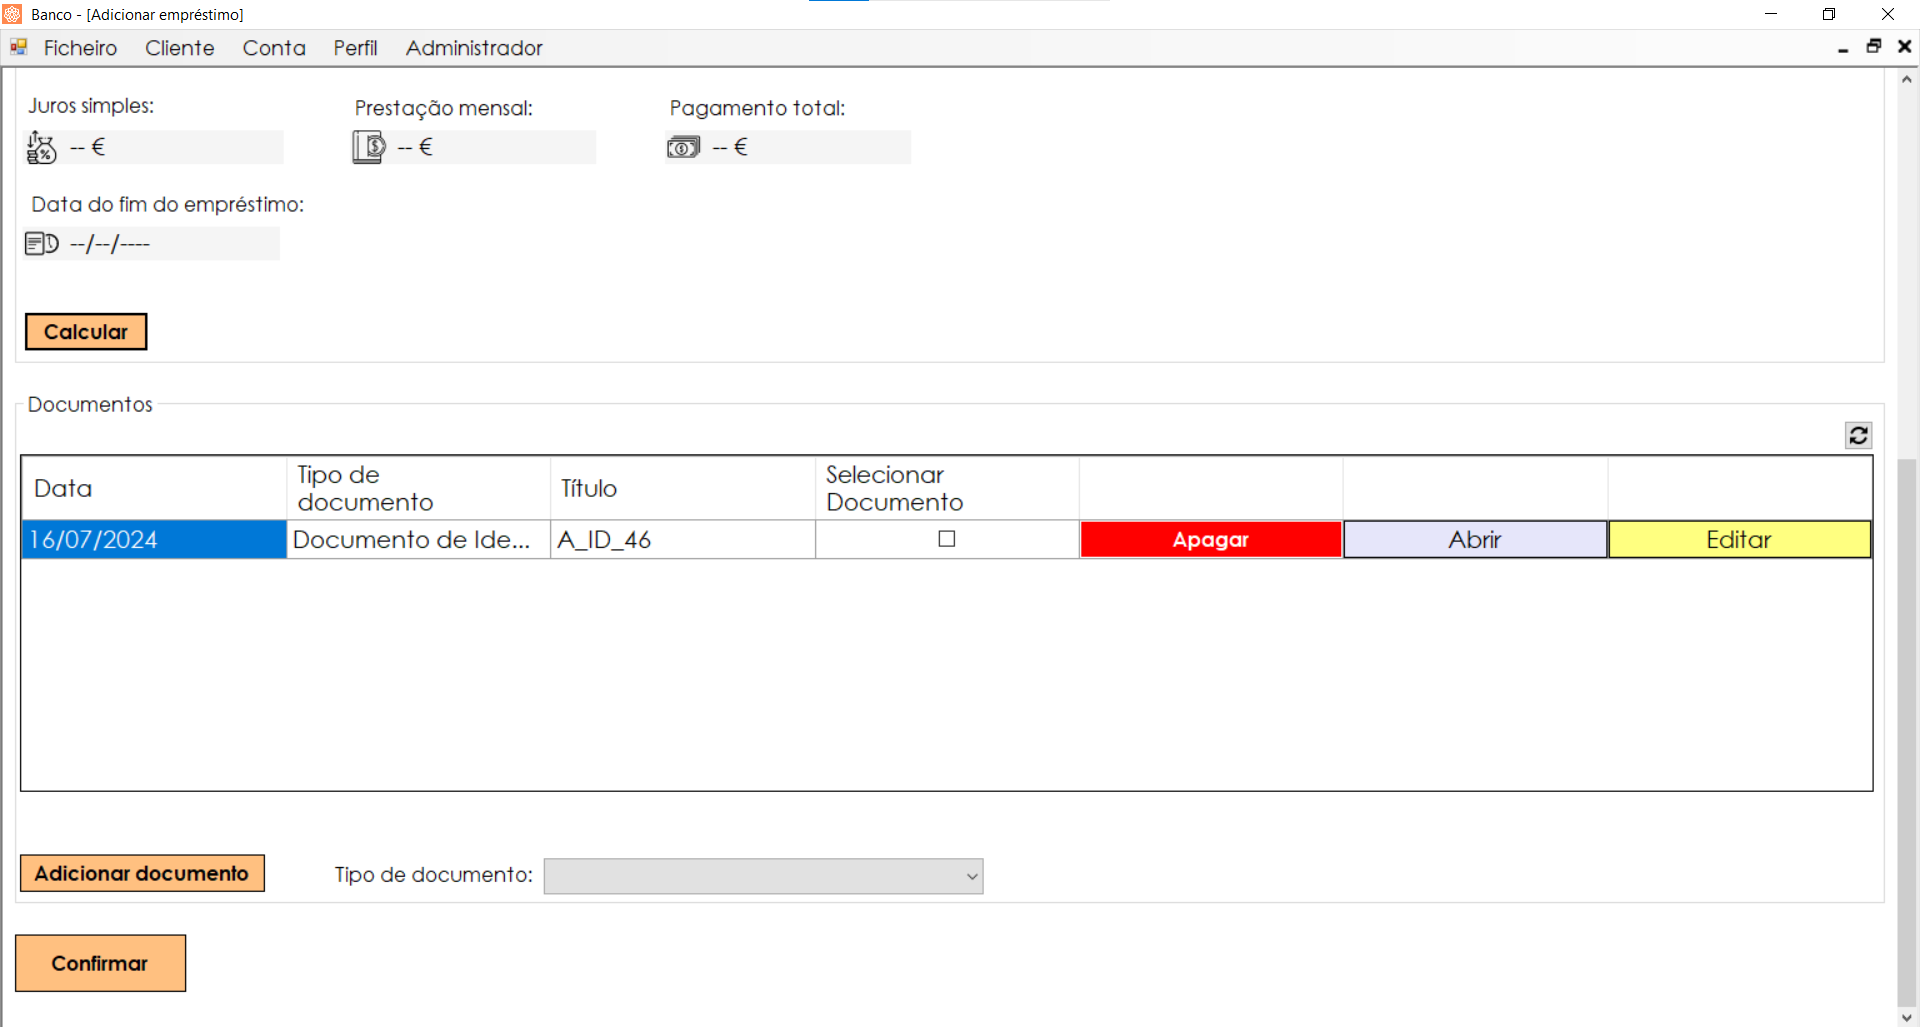 Banco - [Adicionar empréstimo]
Ficheiro Cliente Conta Perfil Administrador
Juros simples: Prestação mensal: Pagamento total:
-- € -- € -- €
Data do fim do empréstimo:
--/--/----
Calcular
Documentos
Data Tipo de documento Título Selecionar Documento
16/07/2024 Documento de Ide... A_ID_46 Apagar Abrir Editar
Adicionar documento Tipo de documento:
Confirmar